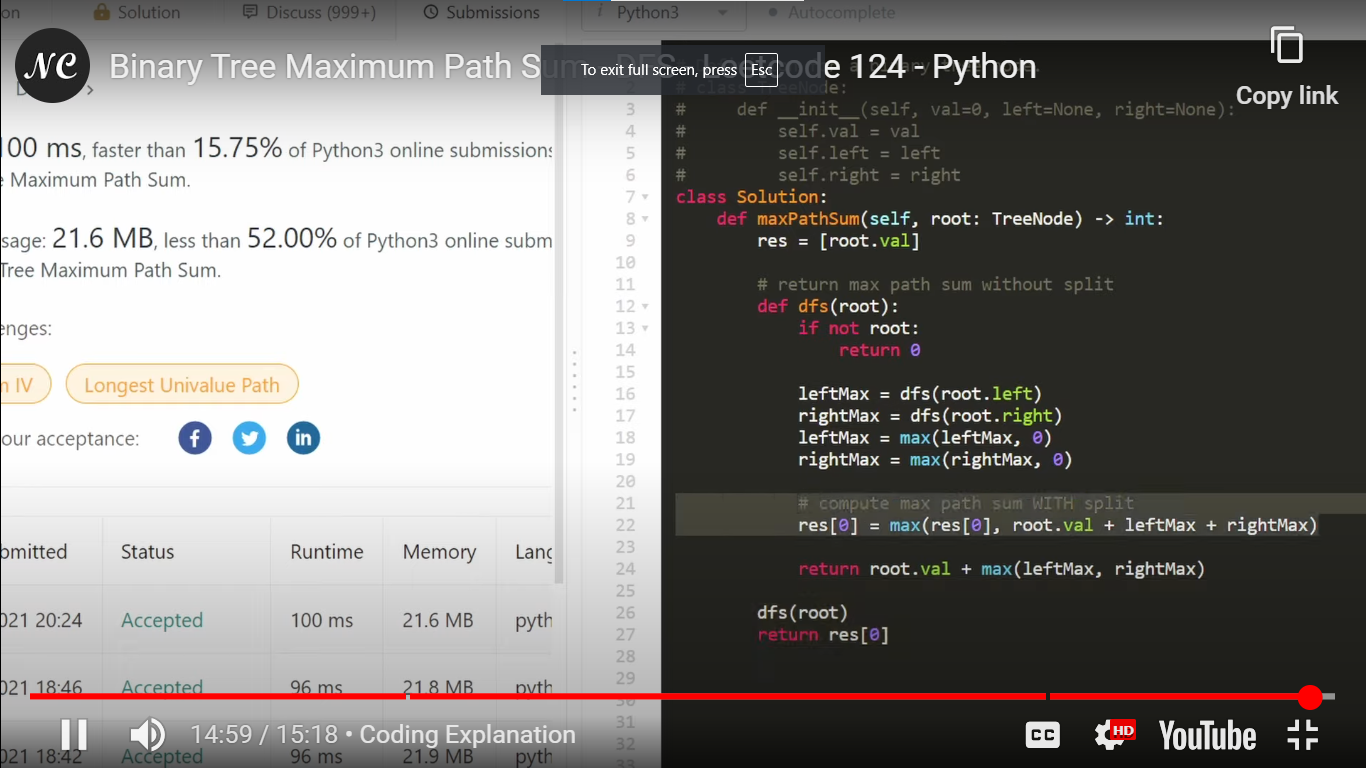 on Solution Discuss (999+) Submissions i Python3 Autocomplete
NC Binary Tree Maximum Path Sum - DFS - Leetcode 124 - Python
To exit full screen, press Esc
Copy link
100 ms, faster than 15.75% of Python3 online submissions
e Maximum Path Sum.
sage: 21.6 MB, less than 52.00% of Python3 online subm
Tree Maximum Path Sum.
enges:
n IV Longest Univalue Path
our acceptance: f in
bmitted Status Runtime Memory Lang
021 20:24 Accepted 100 ms 21.6 MB pyth
021 18:46 Accepted 96 ms 21.8 MB pyth
021 18:42 Accepted 96 ms 21.9 MB pyth
2 # class TreeNode:
3 # def __init__(self, val=0, left=None, right=None):
4 # self.val = val
5 # self.left = left
6 # self.right = right
7 class Solution:
8 def maxPathSum(self, root: TreeNode) -> int:
9 res = [root.val]
10
11 # return max path sum without split
12 def dfs(root):
13 if not root:
14 return 0
15
16 leftMax = dfs(root.left)
17 rightMax = dfs(root.right)
18 leftMax = max(leftMax, 0)
19 rightMax = max(rightMax, 0)
20
21 # compute max path sum WITH split
22 res[0] = max(res[0], root.val + leftMax + rightMax)
23
24 return root.val + max(leftMax, rightMax)
25
26 dfs(root)
27 return res[0]
28
29
30
31
32
33
14:59 / 15:18 • Coding Explanation
CC HD YouTube